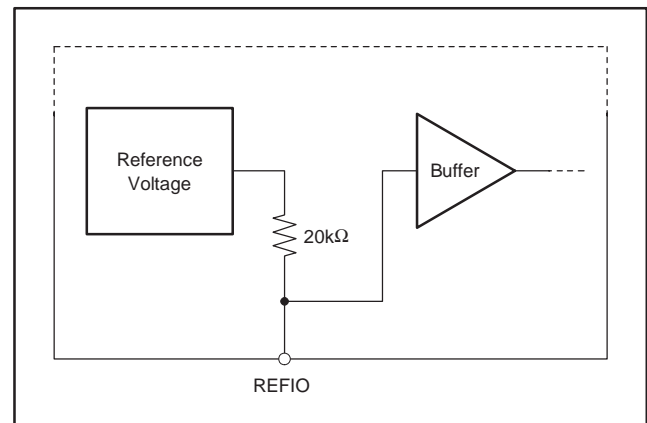 Reference
Voltage
Buffer
20kΩ
REFIO